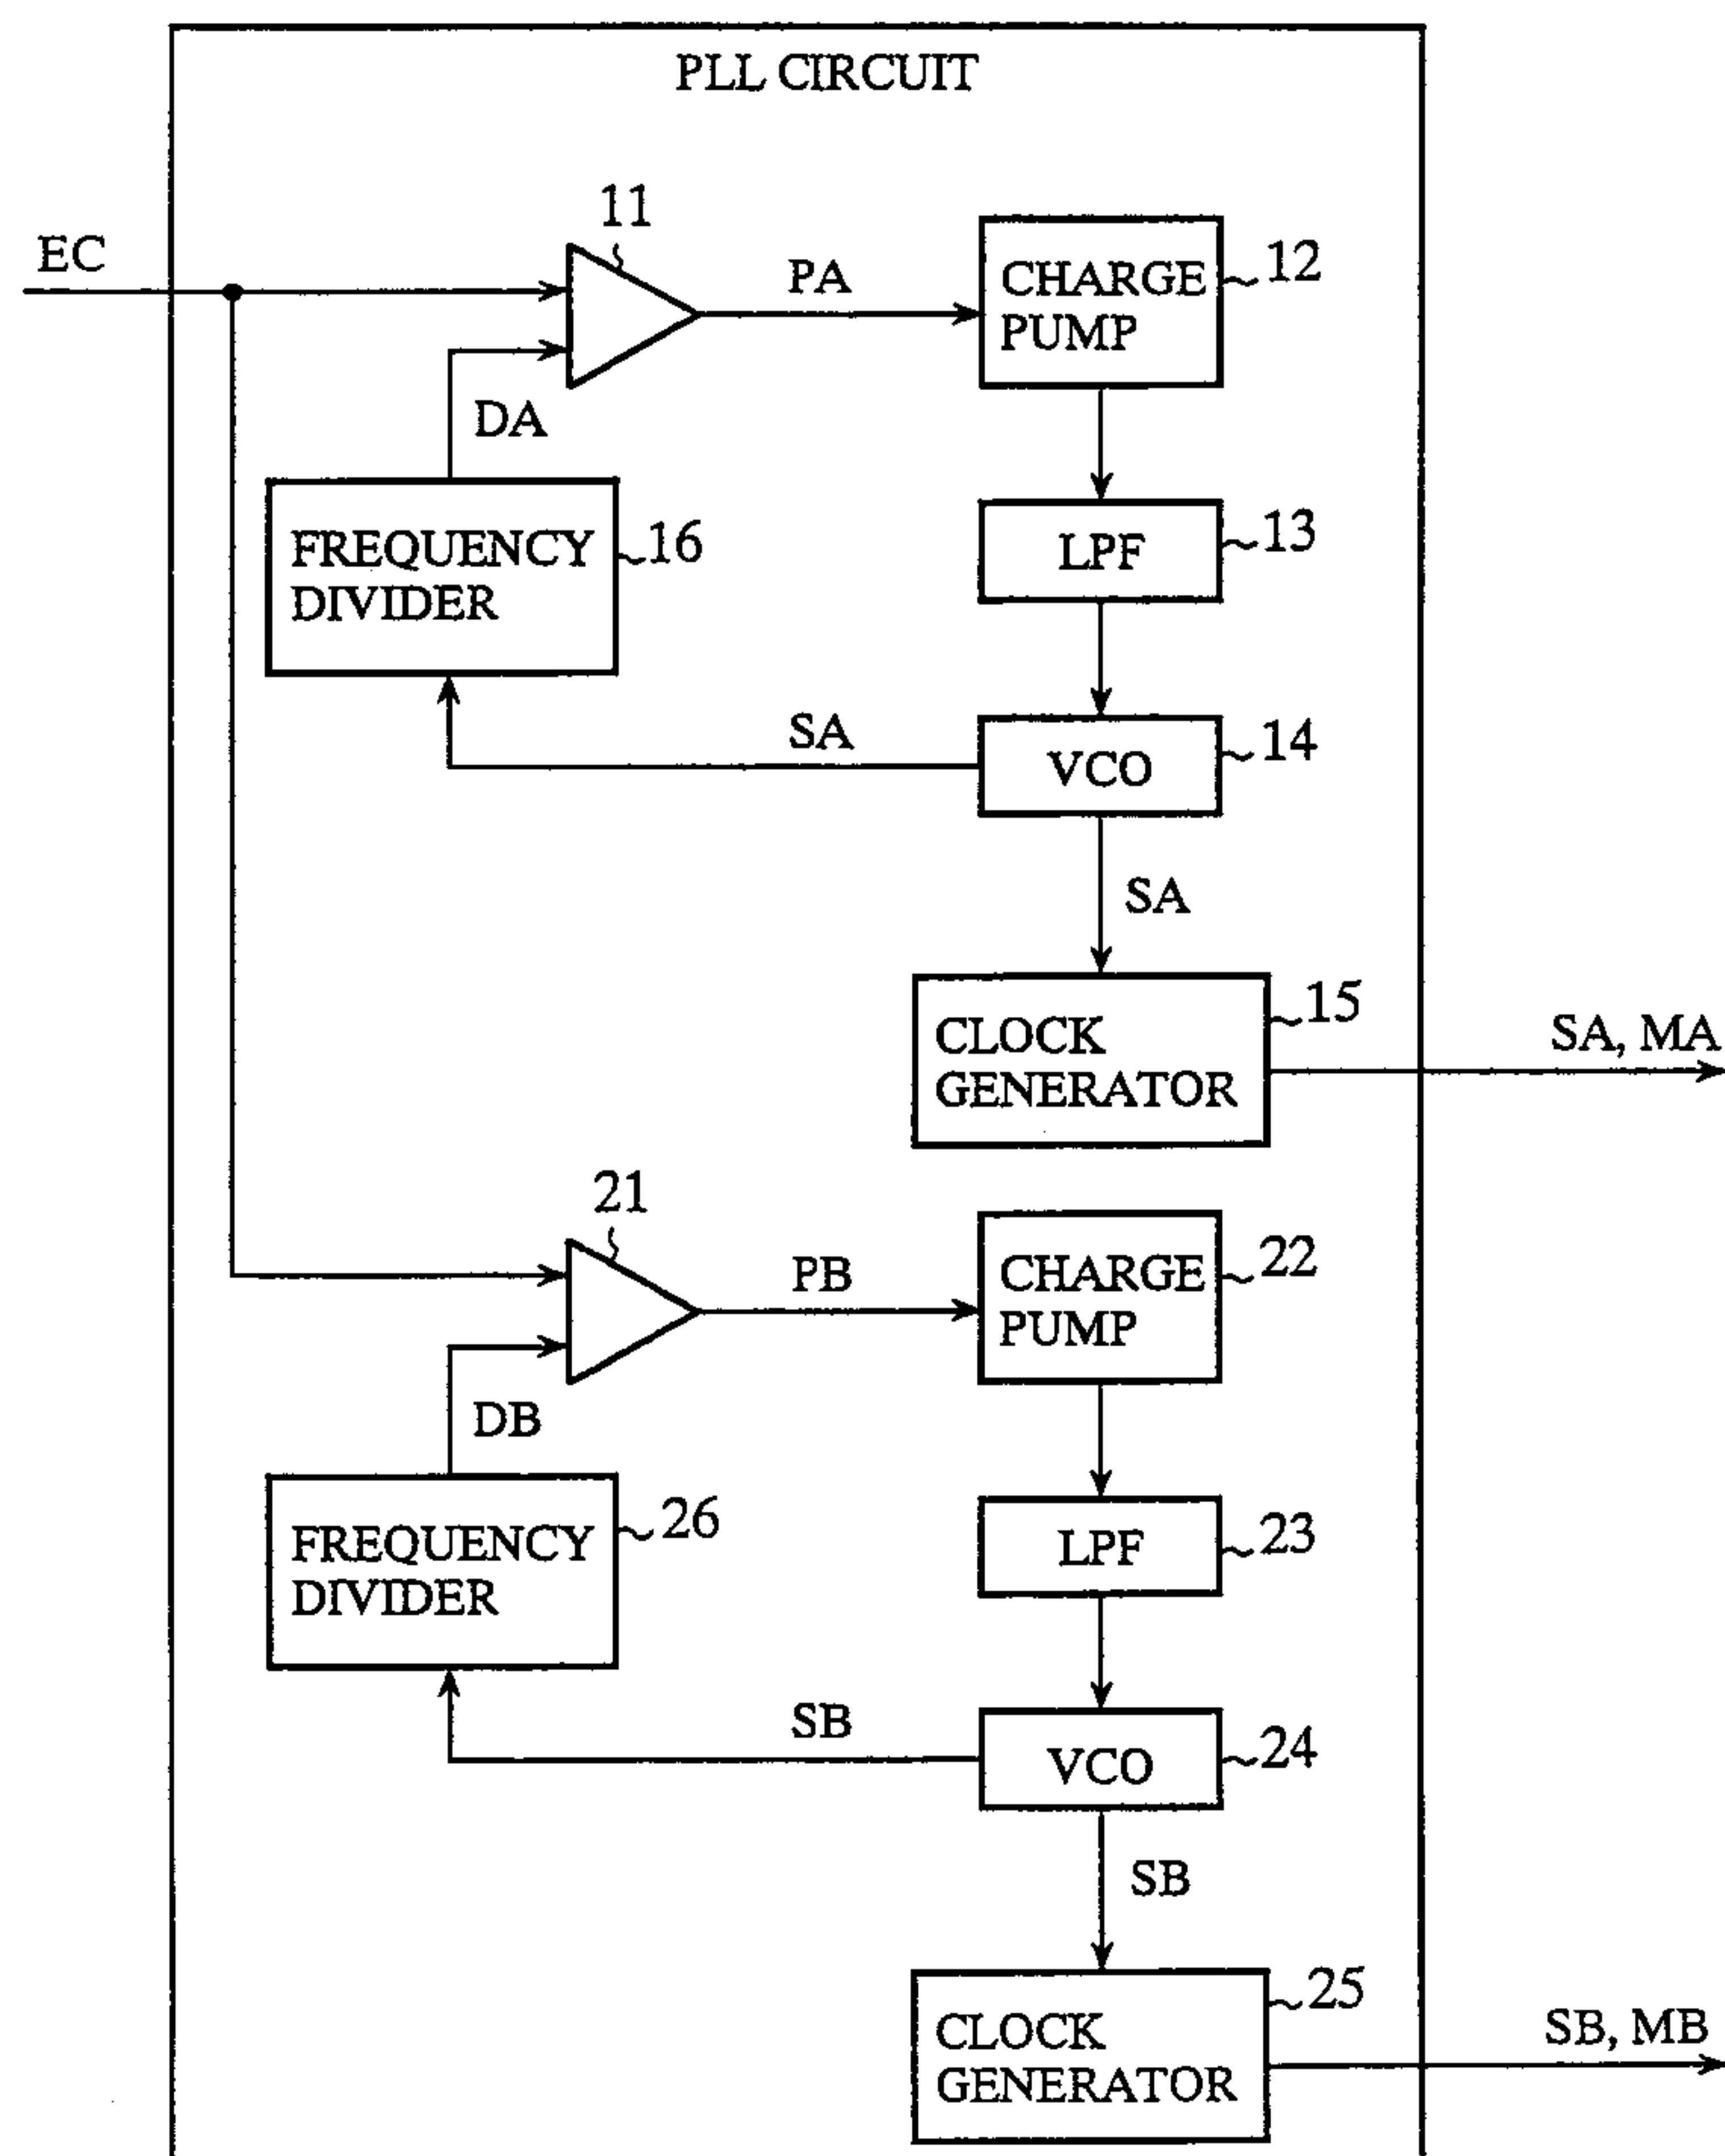 PLL CIRCUIT
EC
11
PA
CHARGE
PUMP
12
DA
FREQUENCY
DIVIDER
16
LPF
13
SA
VCO
14
SA
CLOCK
GENERATOR
15
SA, MA
21
PB
CHARGE
PUMP
22
DB
FREQUENCY
DIVIDER
26
LPF
23
SB
VCO
24
SB
CLOCK
GENERATOR
25
SB, MB